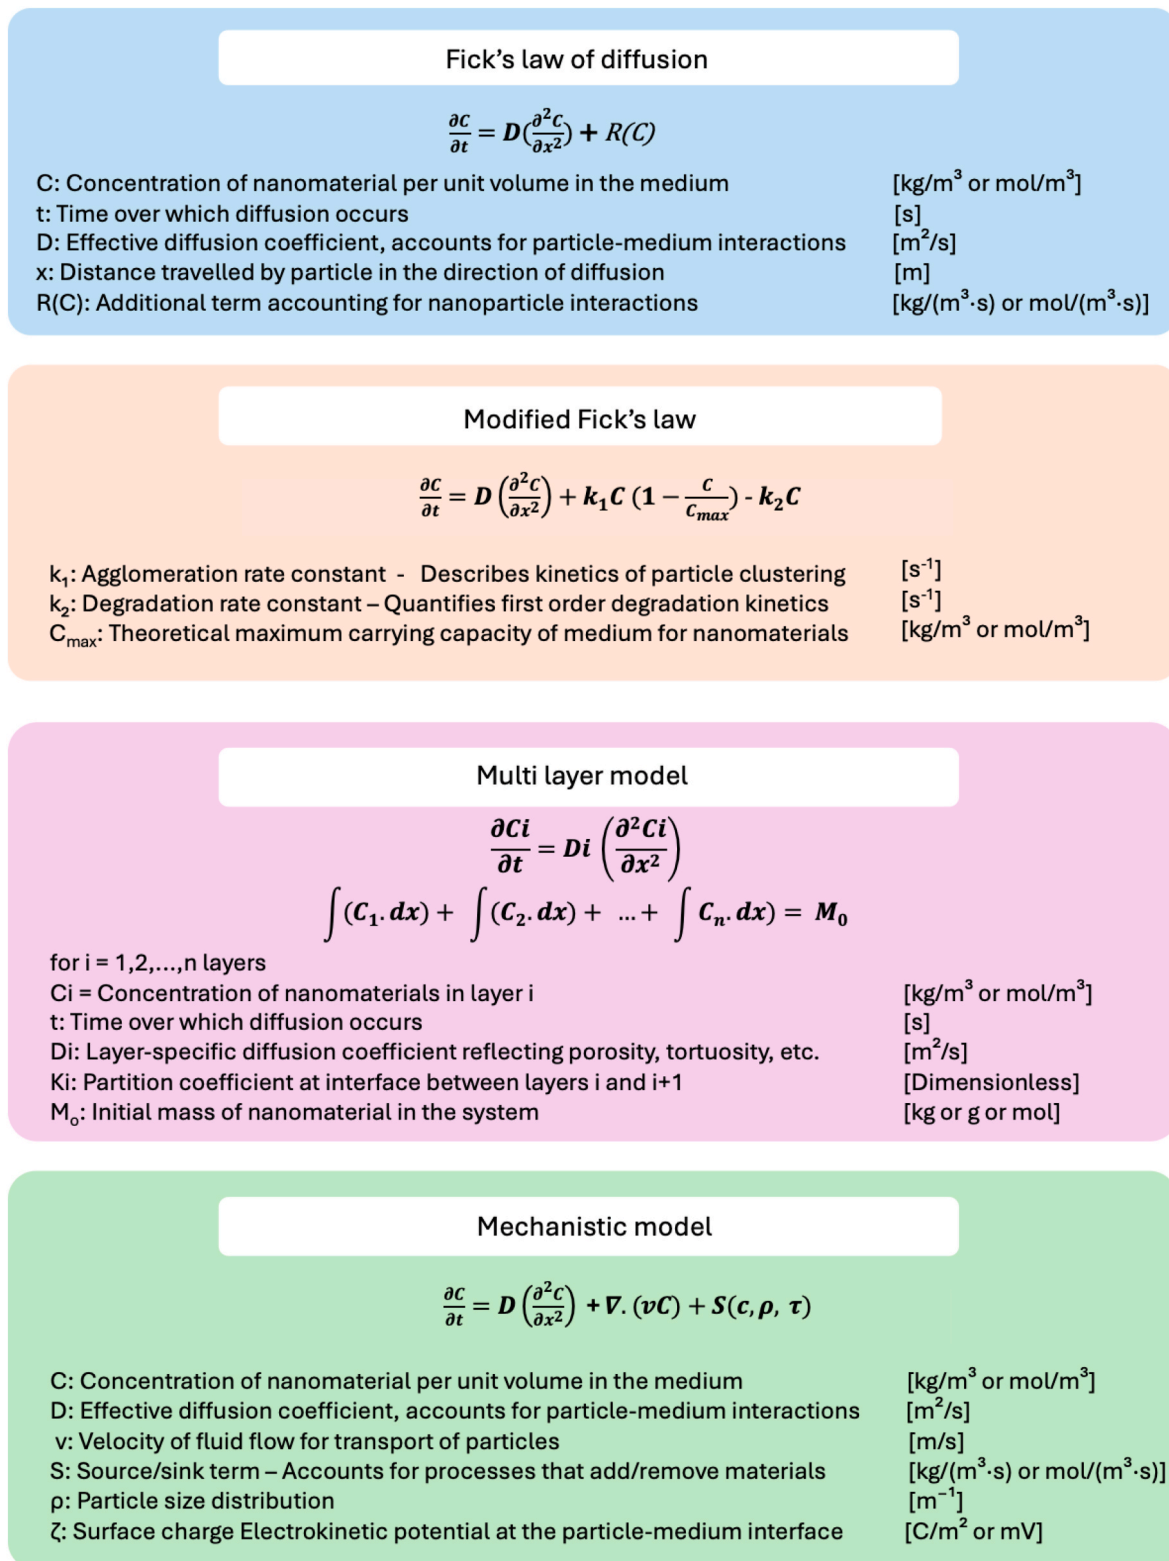 Fick’s law of diffusion
∂C/∂t = D(∂²C/∂x²) + R(C)
C: Concentration of nanomaterial per unit volume in the medium [kg/m³ or mol/m³]
t: Time over which diffusion occurs [s]
D: Effective diffusion coefficient, accounts for particle-medium interactions [m²/s]
x: Distance travelled by particle in the direction of diffusion [m]
R(C): Additional term accounting for nanoparticle interactions [kg/(m³·s) or mol/(m³·s)]
Modified Fick’s law
∂C/∂t = D (∂²C/∂x²) + k₁C (1 − C/Cmax) - k₂C
k₁: Agglomeration rate constant - Describes kinetics of particle clustering [s⁻¹]
k₂: Degradation rate constant – Quantifies first order degradation kinetics [s⁻¹]
Cmax: Theoretical maximum carrying capacity of medium for nanomaterials [kg/m³ or mol/m³]
Multi layer model
∂Ci/∂t = Di (∂²Ci/∂x²)
∫(C₁. dx) + ∫(C₂. dx) + …+ ∫ Cₙ. dx) = M₀
for i = 1,2,...,n layers
Ci = Concentration of nanomaterials in layer i [kg/m³ or mol/m³]
t: Time over which diffusion occurs [s]
Di: Layer-specific diffusion coefficient reflecting porosity, tortuosity, etc. [m²/s]
Ki: Partition coefficient at interface between layers i and i+1 [Dimensionless]
Mₒ: Initial mass of nanomaterial in the system [kg or g or mol]
Mechanistic model
∂C/∂t = D (∂²C/∂x²) + ∇. (vC) + S(c, ρ, τ)
C: Concentration of nanomaterial per unit volume in the medium [kg/m³ or mol/m³]
D: Effective diffusion coefficient, accounts for particle-medium interactions [m²/s]
v: Velocity of fluid flow for transport of particles [m/s]
S: Source/sink term – Accounts for processes that add/remove materials [kg/(m³·s) or mol/(m³·s)]
ρ: Particle size distribution [m⁻¹]
ζ: Surface charge Electrokinetic potential at the particle-medium interface [C/m² or mV]